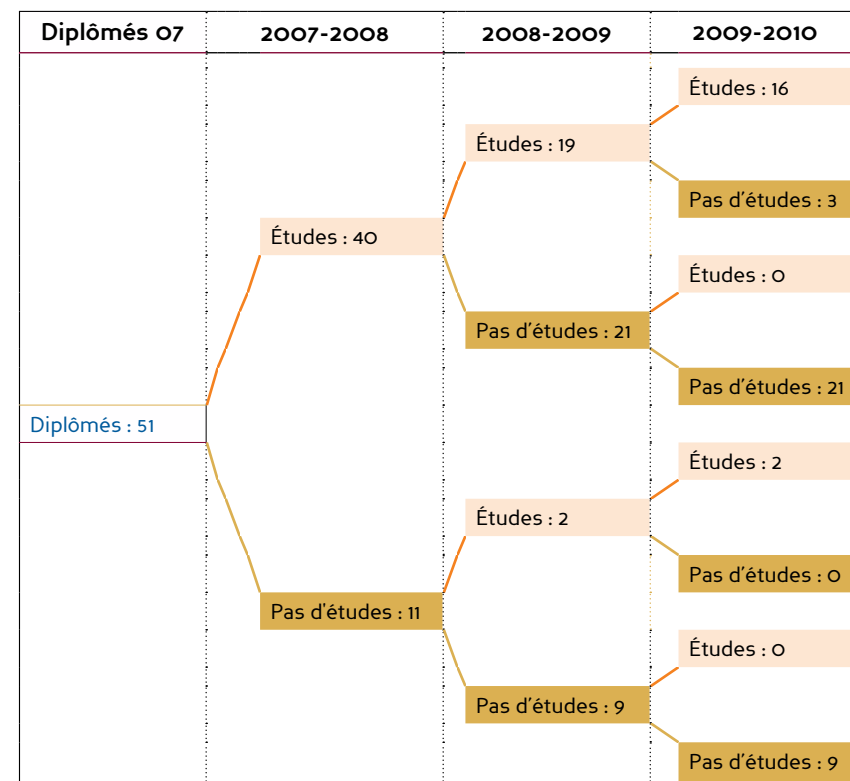 Diplômés 07 2007-2008 2008-2009 2009-2010
Études : 16
Études : 19
Pas d'études : 3
Études : 40
Études : 0
Pas d'études : 21
Pas d'études : 21
Diplômés : 51
Études : 2
Études : 2
Pas d'études : 0
Pas d'études : 11
Études : 0
Pas d'études : 9
Pas d'études : 9